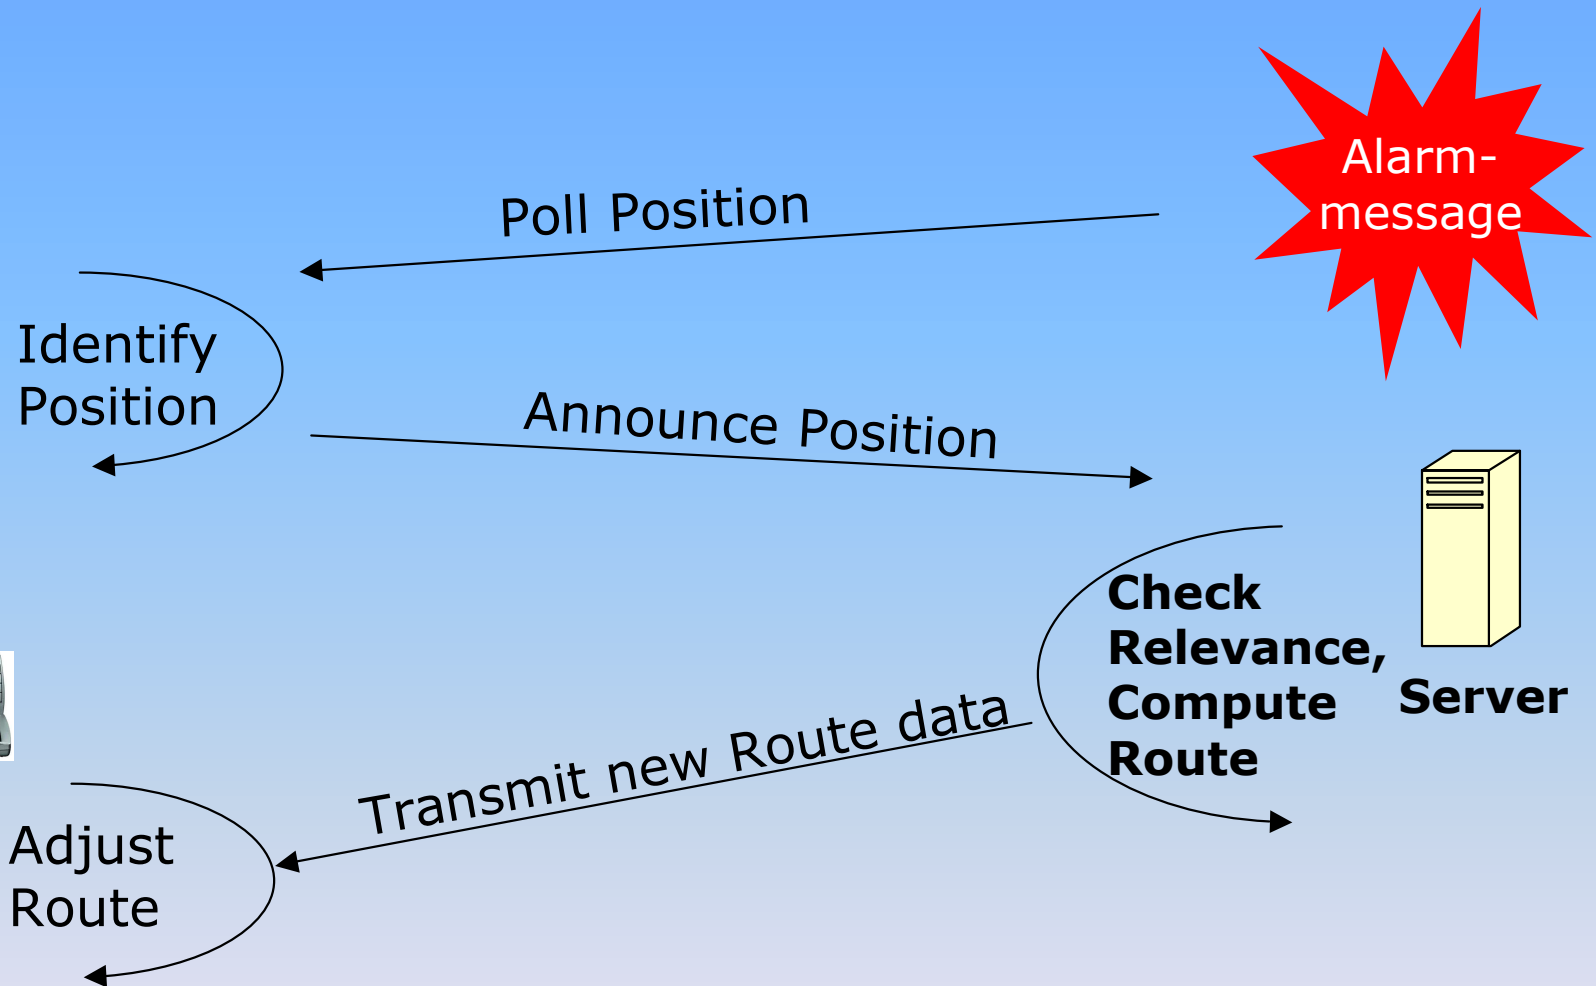 Alarm-
message
Poll Position
Identify
Position
Announce Position
Check
Relevance,
Compute
Route
Server
Transmit new Route data
Adjust
Route